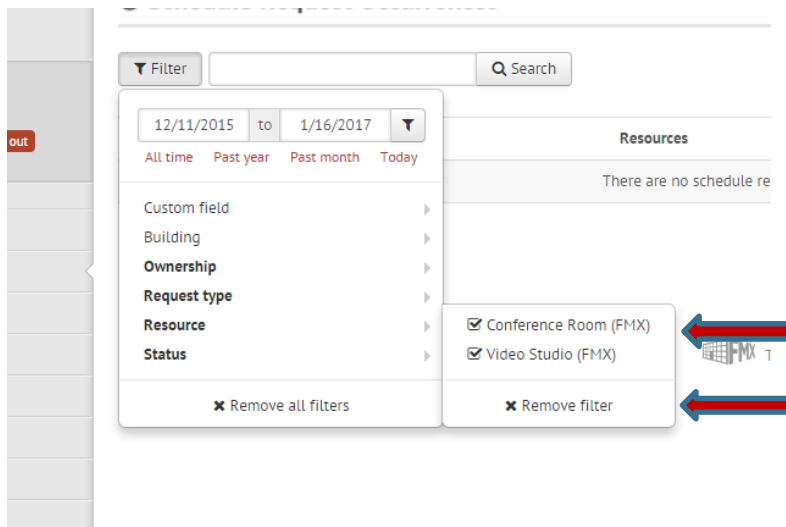 Filter
Search
12/11/2015 to 1/16/2017
out
Resources
All time Past year Past month Today
There are no schedule re
Custom field
Building
Ownership
Request type
Resource
Conference Room (FMX)
Status
Video Studio (FMX)
FMX T
Remove all filters
Remove filter